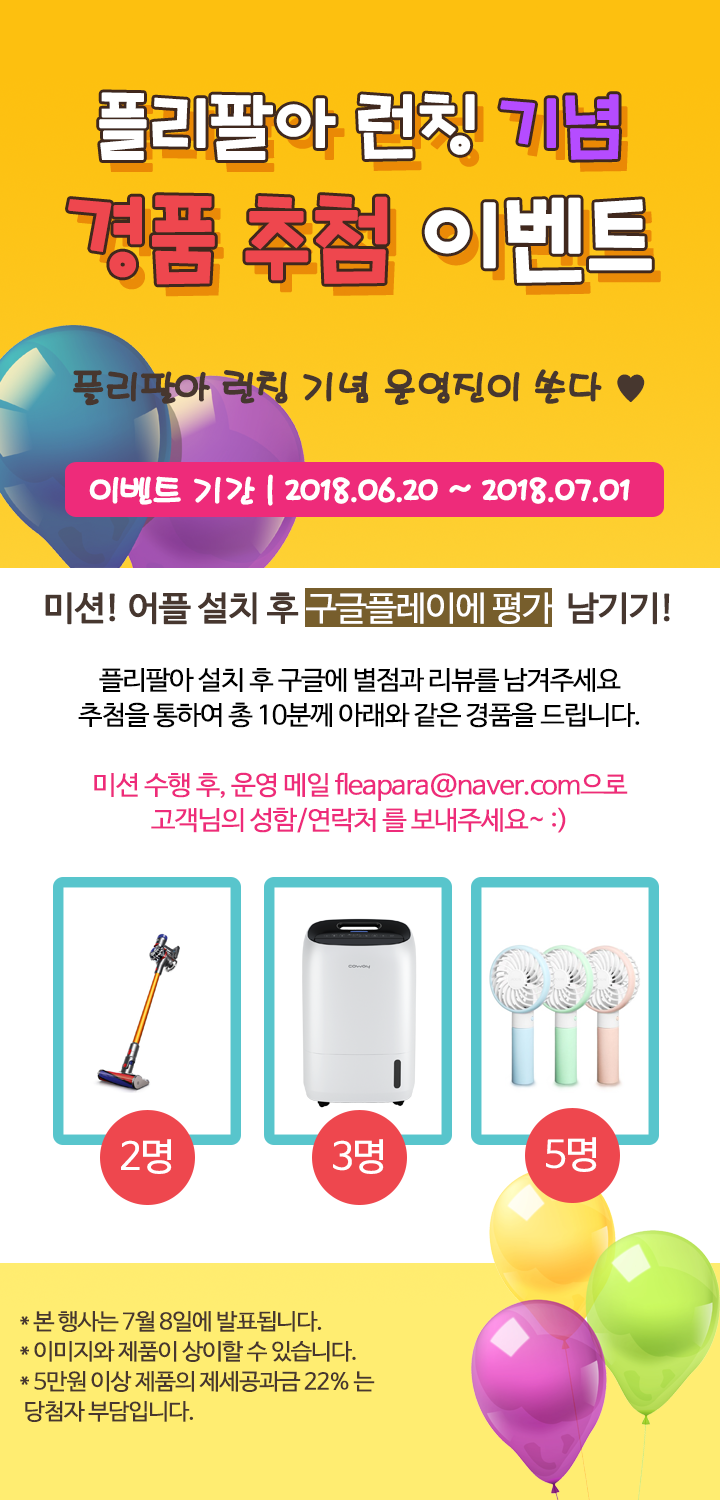 플리팔아 런칭 기념
경품 추첨 이벤트
플리팔아 런칭 기념 운영진이 쏜다 ♥
이벤트 기간 | 2018.06.20 ~ 2018.07.01
미션! 어플 설치 후 구글플레이에 평가 남기기!
플리팔아 설치 후 구글에 별점과 리뷰를 남겨주세요
추첨을 통하여 총 10분께 아래와 같은 경품을 드립니다.
미션 수행 후, 운영 메일 fleapara@naver.com으로
고객님의 성함/연락처 를 보내주세요~ :)
coway
2명
3명
5명
* 본 행사는 7월 8일에 발표됩니다.
* 이미지와 제품이 상이할 수 있습니다.
* 5만원 이상 제품의 제세공과금 22% 는
당첨자 부담입니다.